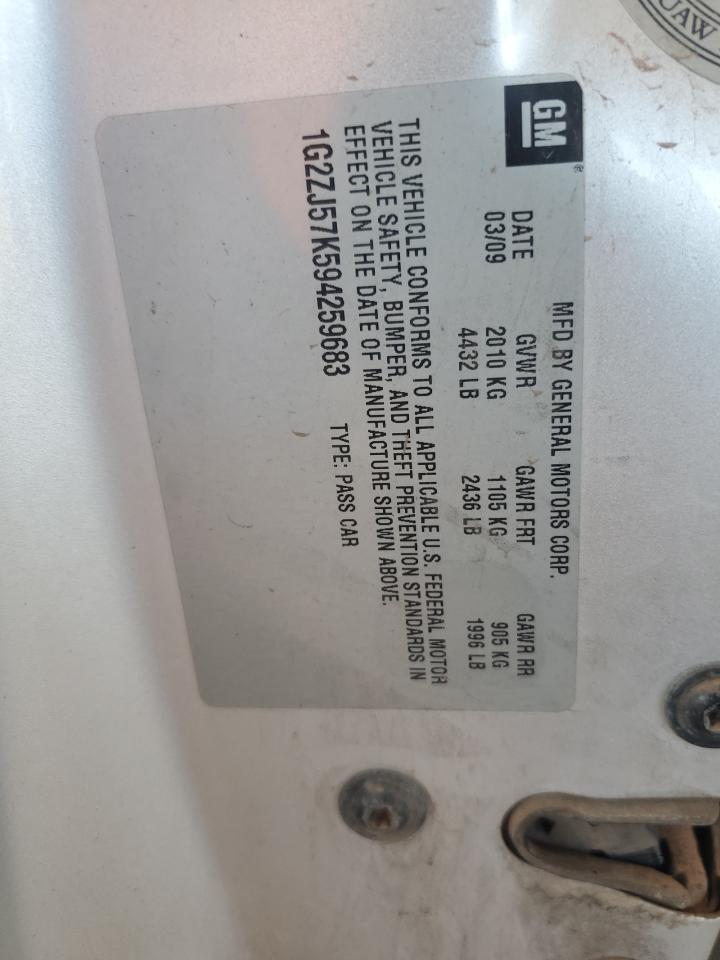 UAW
GM
MFD BY GENERAL MOTORS CORP.
DATE GVWR GAWR FRT GAWR RR
03/09 2010 KG 1105 KG 905 KG
4432 LB 2436 LB 1996 LB
THIS VEHICLE CONFORMS TO ALL APPLICABLE U.S. FEDERAL MOTOR
VEHICLE SAFETY, BUMPER, AND THEFT PREVENTION STANDARDS IN
EFFECT ON THE DATE OF MANUFACTURE SHOWN ABOVE.
1G2ZJ57K594259683 TYPE: PASS CAR